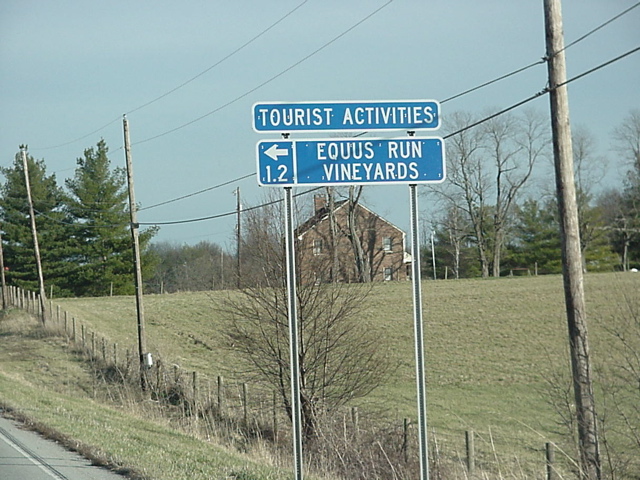 TOURIST ACTIVITIES
EQUUS RUN
1.2 VINEYARDS